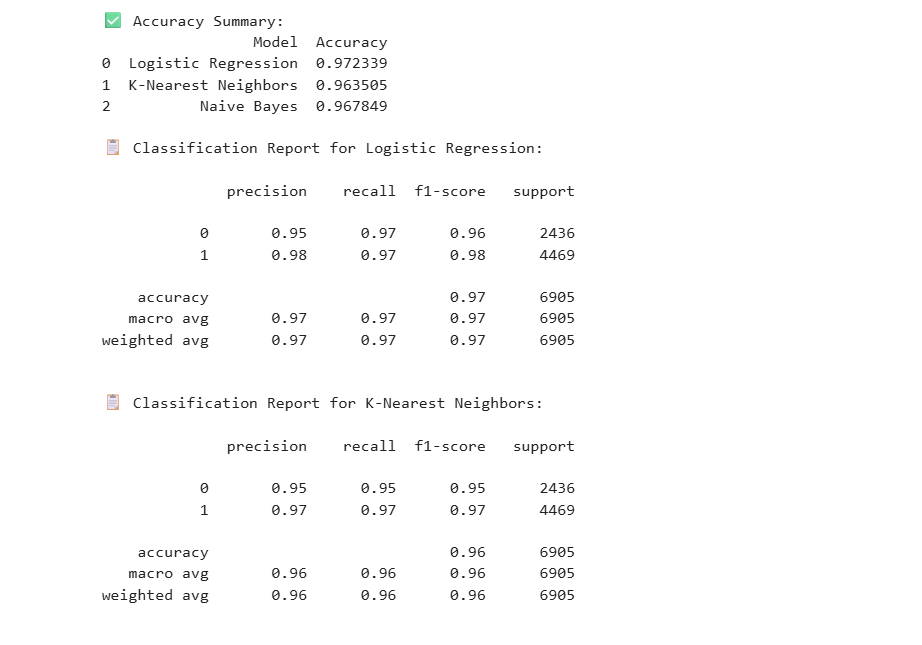 ✅ Accuracy Summary:
Model Accuracy
0 Logistic Regression 0.972339
1 K-Nearest Neighbors 0.963505
2 Naive Bayes 0.967849
📋 Classification Report for Logistic Regression:
precision recall f1-score support
0 0.95 0.97 0.96 2436
1 0.98 0.97 0.98 4469
accuracy 0.97 6905
macro avg 0.97 0.97 0.97 6905
weighted avg 0.97 0.97 0.97 6905
📋 Classification Report for K-Nearest Neighbors:
precision recall f1-score support
0 0.95 0.95 0.95 2436
1 0.97 0.97 0.97 4469
accuracy 0.96 6905
macro avg 0.96 0.96 0.96 6905
weighted avg 0.96 0.96 0.96 6905